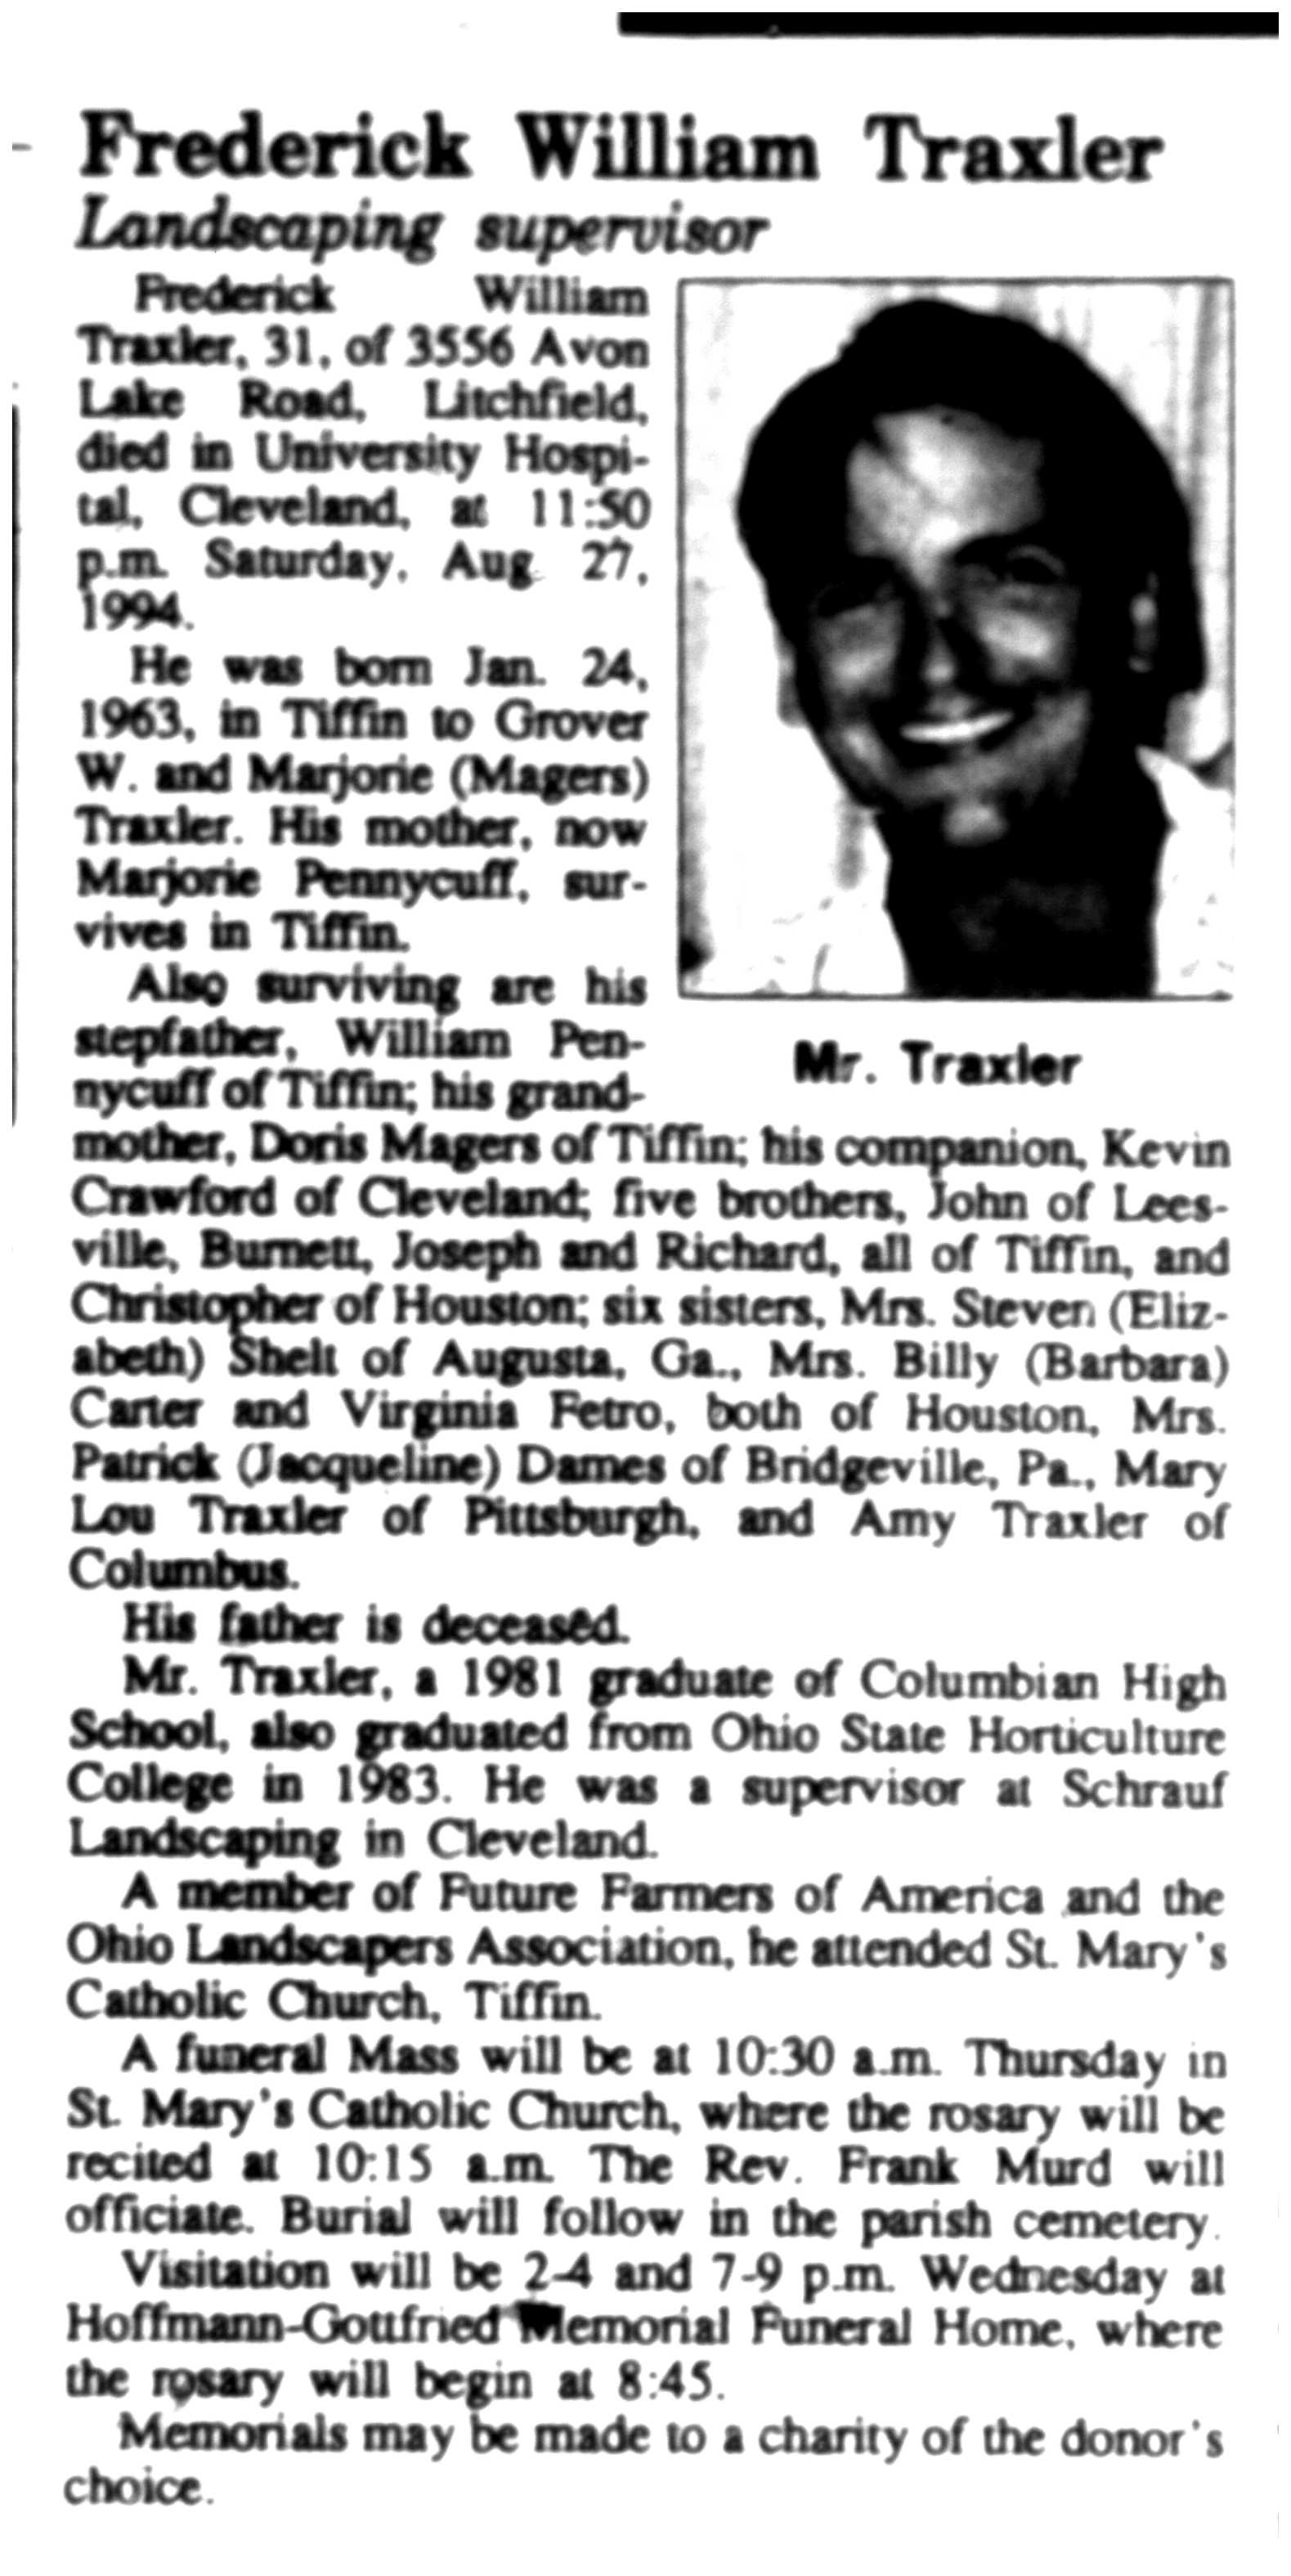 Frederick William Traxler
Landscaping supervisor
Frederick William
Traxler, 31, of 3556 Avon
Lake Road, Litchfield,
died in University Hospi-
tal, Cleveland, at 11:50
p.m. Saturday, Aug. 27,
1994.
He was born Jan. 24,
1963, in Tiffin to Grover
W. and Marjorie (Magers)
Traxler. His mother, now
Marjorie Pennycuff, sur-
vives in Tiffin.
Also surviving are his
stepfather, William Pen-
nycuff of Tiffin; his grand-
Mr. Traxler
mother, Doris Magers of Tiffin; his companion, Kevin
Crawford of Cleveland; five brothers, John of Lees-
ville, Burnett, Joseph and Richard, all of Tiffin, and
Christopher of Houston; six sisters, Mrs. Steven (Eliz-
abeth) Shelt of Augusta, Ga., Mrs. Billy (Barbara)
Carter and Virginia Fetro, both of Houston, Mrs.
Patrick (Jacqueline) Dames of Bridgeville, Pa., Mary
Lou Traxler of Pittsburgh, and Amy Traxler of
Columbus.
His father is deceased.
Mr. Traxler, a 1981 graduate of Columbian High
School, also graduated from Ohio State Horticulture
College in 1983. He was a supervisor at Schrauf
Landscaping in Cleveland.
A member of Future Farmers of America and the
Ohio Landscapers Association, he attended St. Mary's
Catholic Church, Tiffin.
A funeral Mass will be at 10:30 a.m. Thursday in
St. Mary's Catholic Church, where the rosary will be
recited at 10:15 a.m. The Rev. Frank Murd will
officiate. Burial will follow in the parish cemetery.
Visitation will be 2-4 and 7-9 p.m. Wednesday at
Hoffmann-Gottfried Memorial Funeral Home, where
the rosary will begin at 8:45.
Memorials may be made to a charity of the donor's
choice.